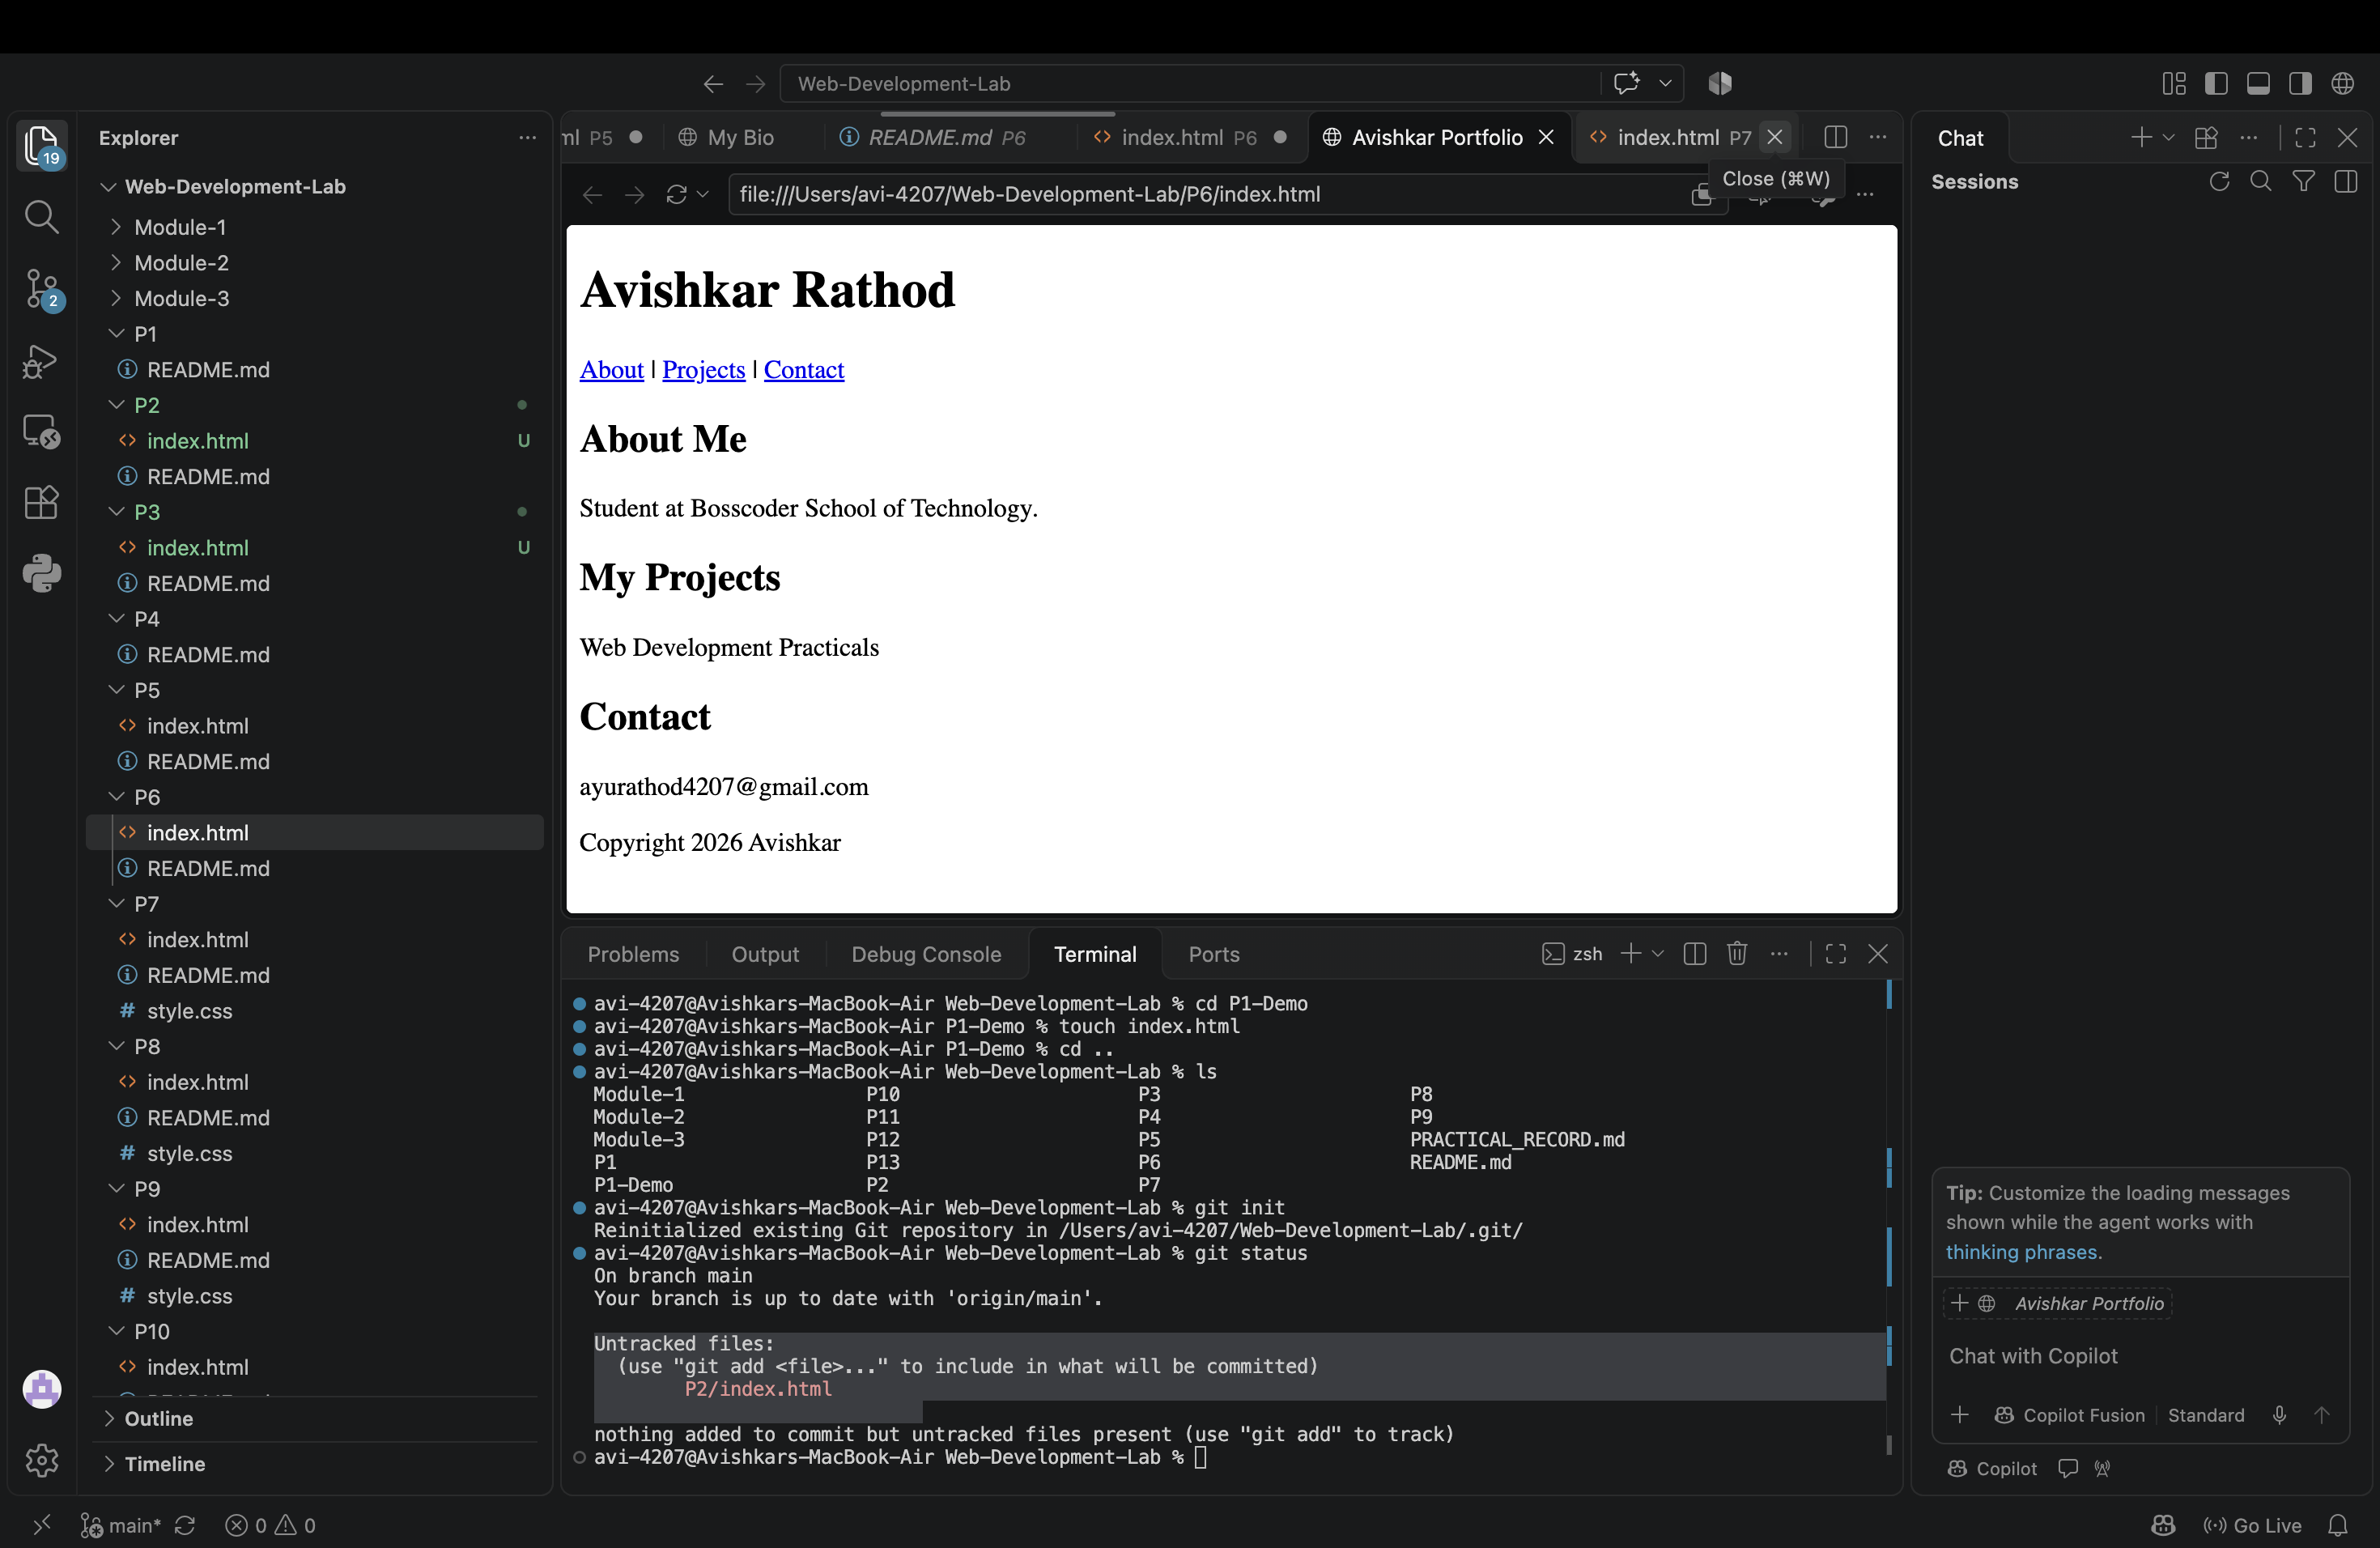 Web-Development-Lab
Explorer
Web-Development-Lab
Module-1
Module-2
Module-3
P1
README.md
P2
index.html U
README.md
P3
index.html U
README.md
P4
README.md
P5
index.html
README.md
P6
index.html
README.md
P7
index.html
README.md
style.css
P8
index.html
README.md
style.css
P9
index.html
README.md
style.css
P10
index.html
Outline
Timeline
19
2
ml P5 My Bio README.md P6 index.html P6 Avishkar Portfolio index.html P7
Close (⌘W)
file:///Users/avi-4207/Web-Development-Lab/P6/index.html
Avishkar Rathod
About | Projects | Contact
About Me
Student at Bosscoder School of Technology.
My Projects
Web Development Practicals
Contact
ayurathod4207@gmail.com
Copyright 2026 Avishkar
Problems Output Debug Console Terminal Ports zsh
avi-4207@Avishkars-MacBook-Air Web-Development-Lab % cd P1-Demo
avi-4207@Avishkars-MacBook-Air P1-Demo % touch index.html
avi-4207@Avishkars-MacBook-Air P1-Demo % cd ..
avi-4207@Avishkars-MacBook-Air Web-Development-Lab % ls
Module-1 P10 P3 P8
Module-2 P11 P4 P9
Module-3 P12 P5 PRACTICAL_RECORD.md
P1 P13 P6 README.md
P1-Demo P2 P7
avi-4207@Avishkars-MacBook-Air Web-Development-Lab % git init
Reinitialized existing Git repository in /Users/avi-4207/Web-Development-Lab/.git/
avi-4207@Avishkars-MacBook-Air Web-Development-Lab % git status
On branch main
Your branch is up to date with 'origin/main'.
Untracked files:
(use "git add <file>..." to include in what will be committed)
P2/index.html
nothing added to commit but untracked files present (use "git add" to track)
avi-4207@Avishkars-MacBook-Air Web-Development-Lab %
Chat
Sessions
Tip: Customize the loading messages
shown while the agent works with
thinking phrases.
Avishkar Portfolio
Chat with Copilot
Copilot Fusion Standard
Copilot
main* 0 0 Go Live